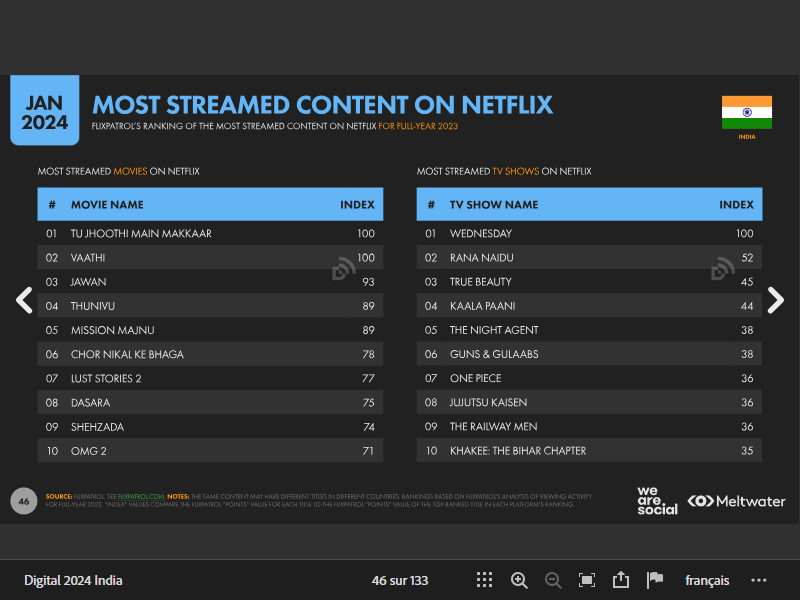 JAN
2024
MOST STREAMED CONTENT ON NETFLIX
FLIXPATROL'S RANKING OF THE MOST STREAMED CONTENT ON NETFLIX FOR FULL-YEAR 2023
INDIA
MOST STREAMED MOVIES ON NETFLIX
# MOVIE NAME INDEX
01 TU JHOOTHI MAIN MAKKAAR 100
02 VAATHI 100
03 JAWAN 93
04 THUNIVU 89
05 MISSION MAJNU 89
06 CHOR NIKAL KE BHAGA 78
07 LUST STORIES 2 77
08 DASARA 75
09 SHEHZADA 74
10 OMG 2 71
MOST STREAMED TV SHOWS ON NETFLIX
# TV SHOW NAME INDEX
01 WEDNESDAY 100
02 RANA NAIDU 52
03 TRUE BEAUTY 45
04 KAALA PAANI 44
05 THE NIGHT AGENT 38
06 GUNS & GULAABS 38
07 ONE PIECE 36
08 JUJUTSU KAISEN 36
09 THE RAILWAY MEN 36
10 KHAKEE: THE BIHAR CHAPTER 35
46
SOURCE: FLIXPATROL. SEE FLIXPATROL.COM. NOTES: THE SAME CONTENT MAY HAVE DIFFERENT TITLES IN DIFFERENT COUNTRIES. RANKINGS BASED ON FLIXPATROL'S ANALYSIS OF VIEWING ACTIVITY
FOR FULL-YEAR 2023. "INDEX" VALUES COMPARE THE FLIXPATROL "POINTS" VALUE FOR EACH TITLE TO THE FLIXPATROL "POINTS" VALUE OF THE TOP-RANKED TITLE IN EACH PLATFORM'S RANKING.
we
are.
social
Meltwater
Digital 2024 India
46 sur 133
français